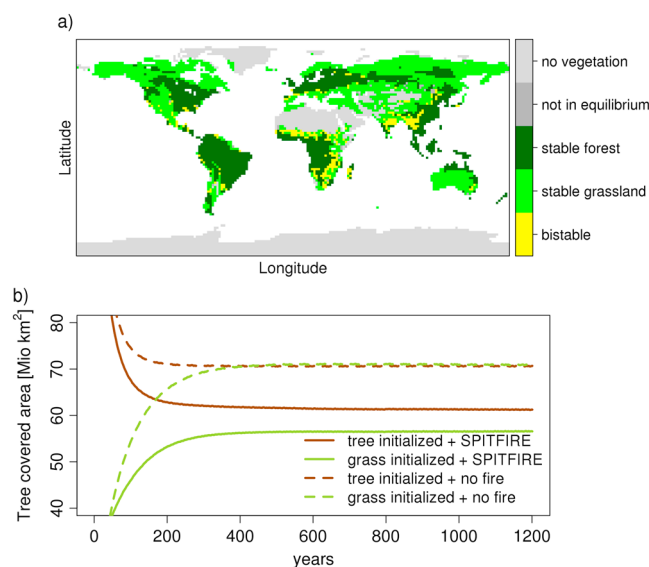 a)
Latitude
Longitude
no vegetation
not in equilibrium
stable forest
stable grassland
bistable
b)
Tree covered area [Mio km²]
80
70
60
50
40
tree initialized + SPITFIRE
grass initialized + SPITFIRE
tree initialized + no fire
grass initialized + no fire
0 200 400 600 800 1000 1200
years